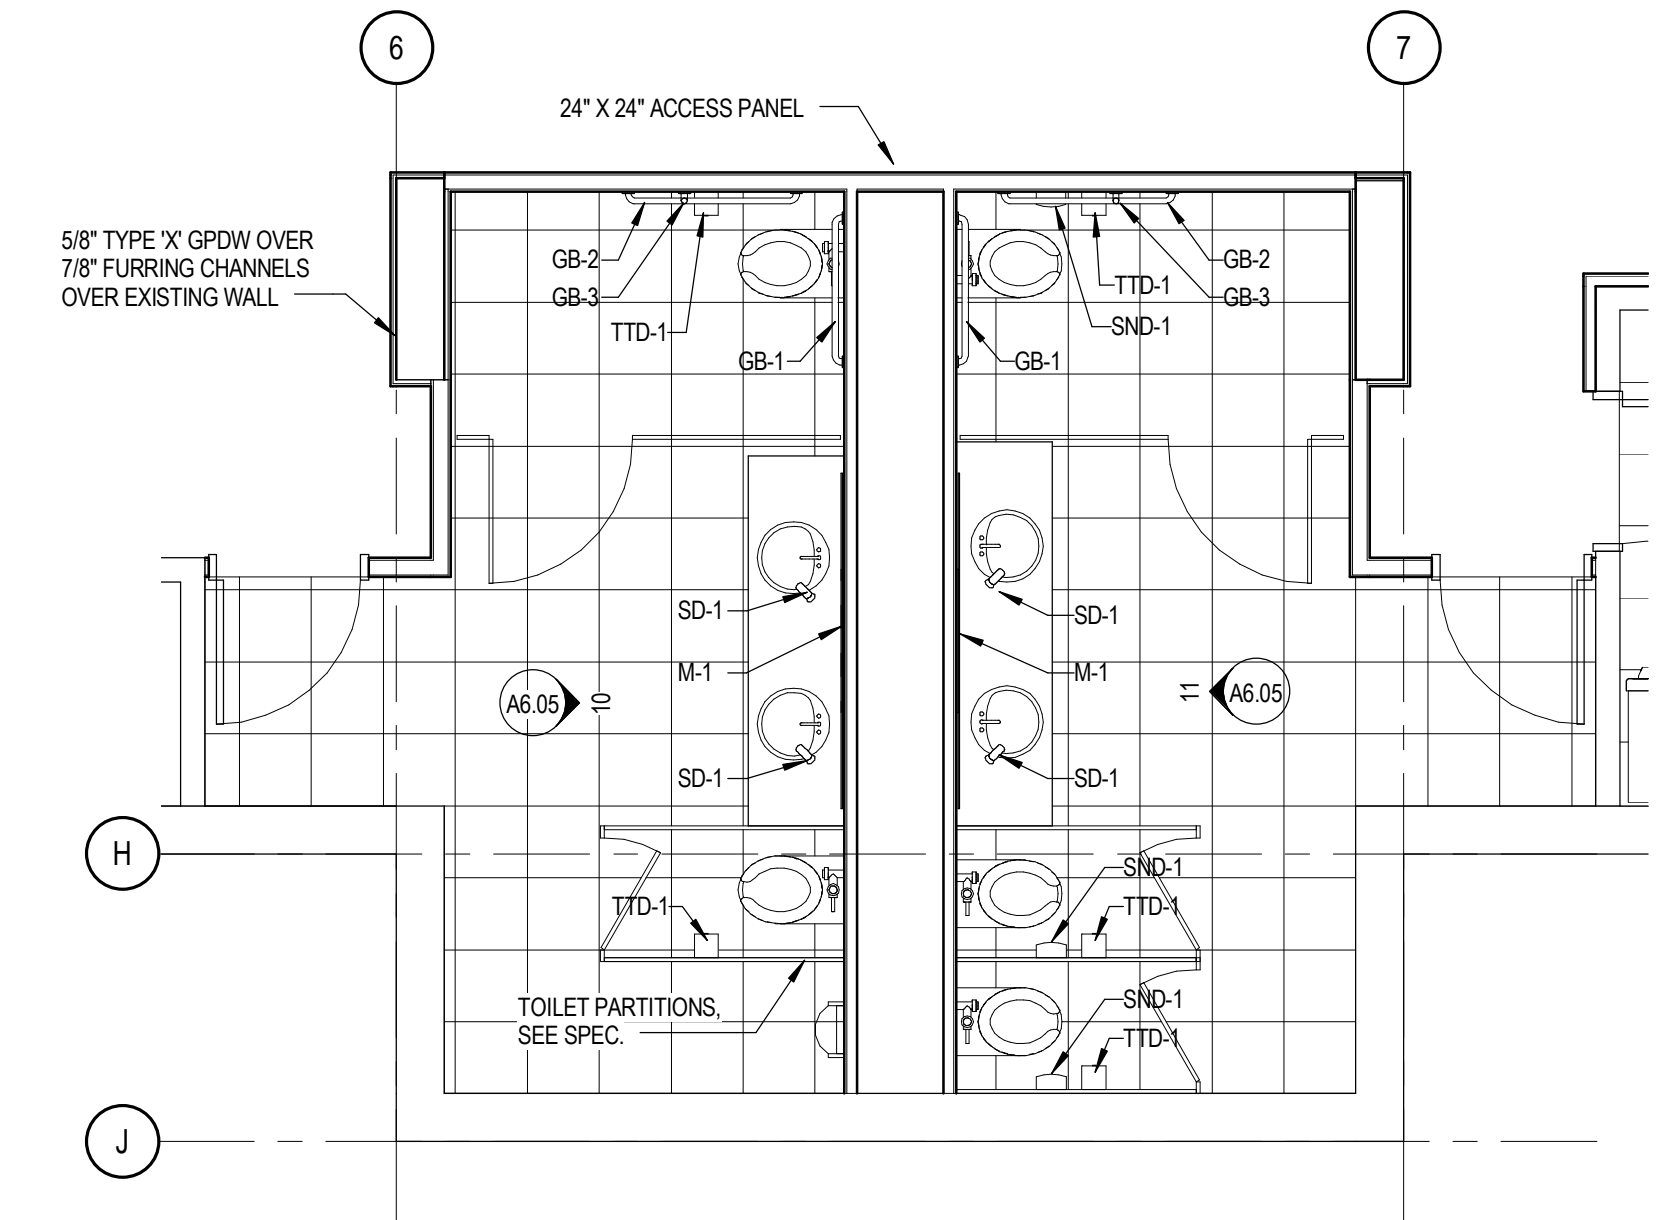 6
7
24" X 24" ACCESS PANEL
5/8" TYPE 'X' GPDW OVER
7/8" FURRING CHANNELS
OVER EXISTING WALL
GB-2
GB-3
TTD-1
GB-1
GB-2
TTD-1
GB-3
SND-1
GB-1
SD-1
M-1
SD-1
A6.05
10
SD-1
M-1
SD-1
11
A6.05
H
SND-1
TTD-1
TTD-1
TOILET PARTITIONS,
SEE SPEC.
SND-1
TTD-1
J